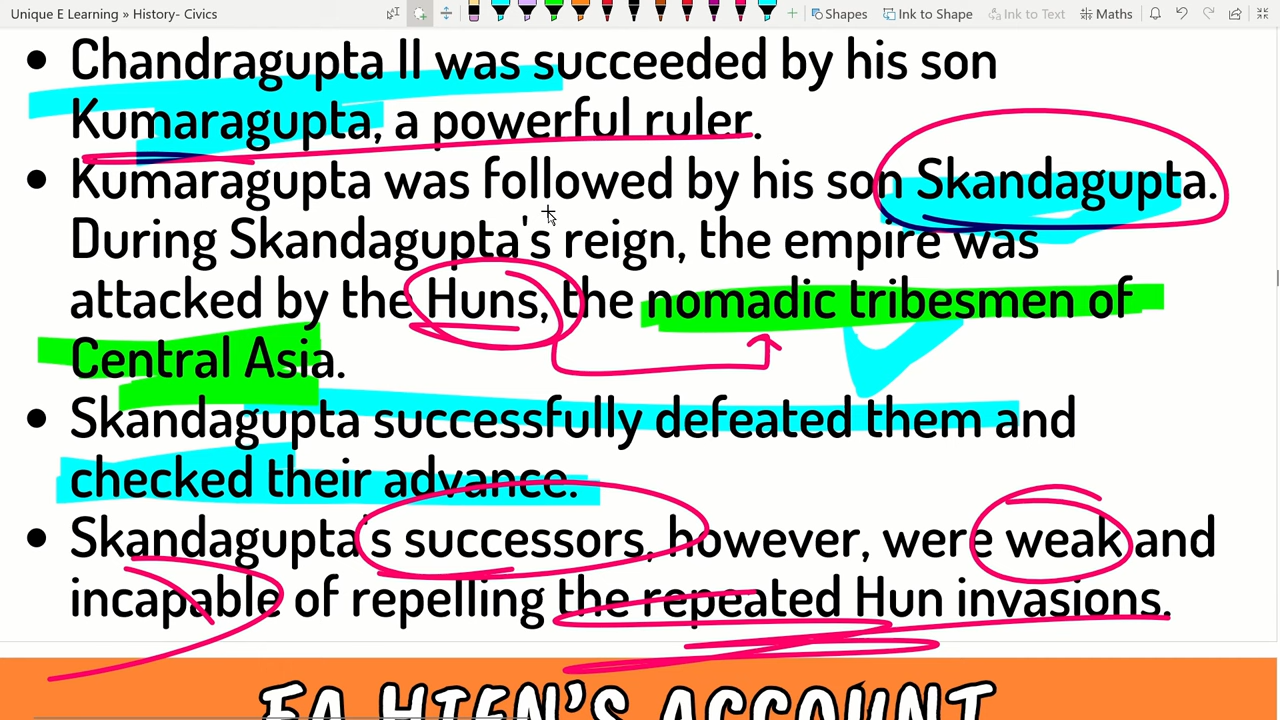 Unique E Learning » History- Civics
Shapes
Ink to Shape
Ink to Text
Maths
• Chandragupta II was succeeded by his son
Kumaragupta, a powerful ruler.
• Kumaragupta was followed by his son Skandagupta.
During Skandagupta's reign, the empire was
attacked by the Huns, the nomadic tribesmen of
Central Asia.
• Skandagupta successfully defeated them and
checked their advance.
• Skandagupta's successors, however, were weak and
incapable of repelling the repeated Hun invasions.
FA HIEN'S ACCOUNT